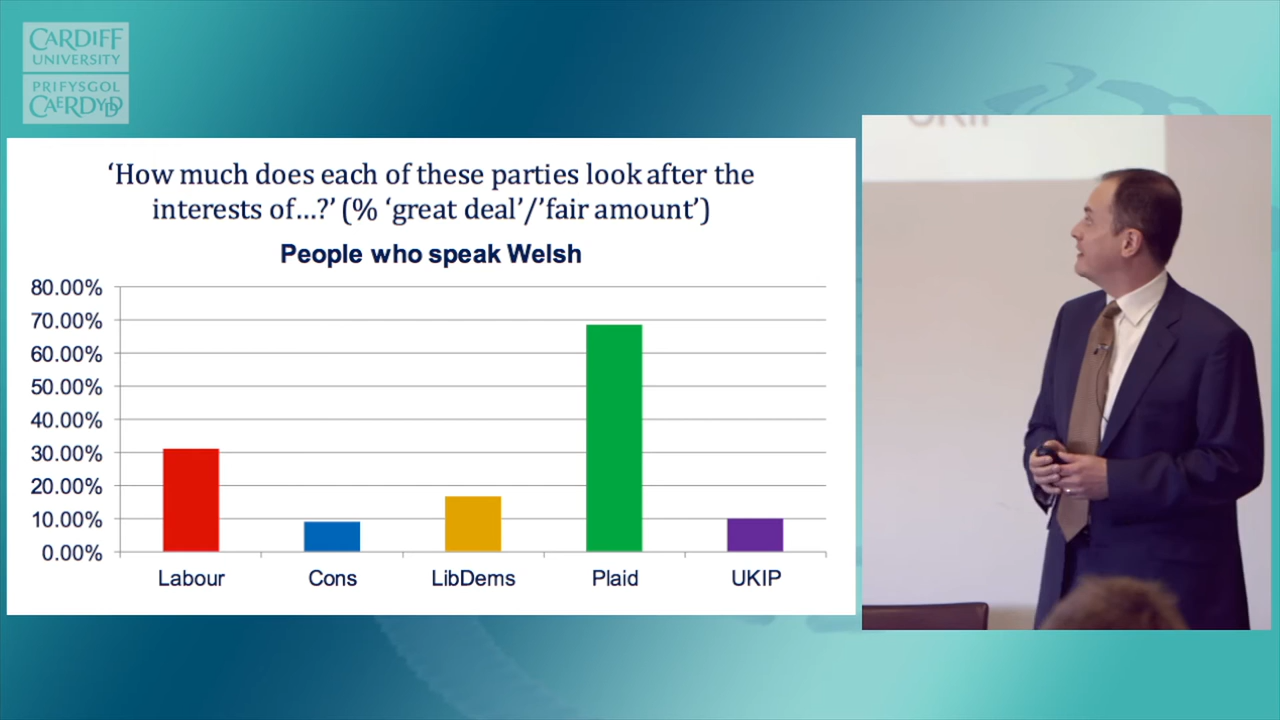 CARDIFF
UNIVERSITY
PRIFYSGOL
CAERDYDD
‘How much does each of these parties look after the
interests of…?’ (% ‘great deal’/’fair amount’)
People who speak Welsh
80.00%
70.00%
60.00%
50.00%
40.00%
30.00%
20.00%
10.00%
0.00%
Labour
Cons
LibDems
Plaid
UKIP
UKIP